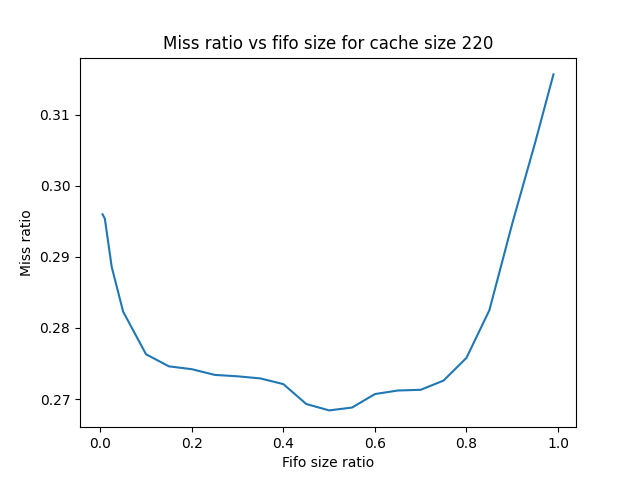 Miss ratio vs fifo size for cache size 220
0.31
0.30
0.29
0.28
0.27
Miss ratio
0.0 0.2 0.4 0.6 0.8 1.0
Fifo size ratio